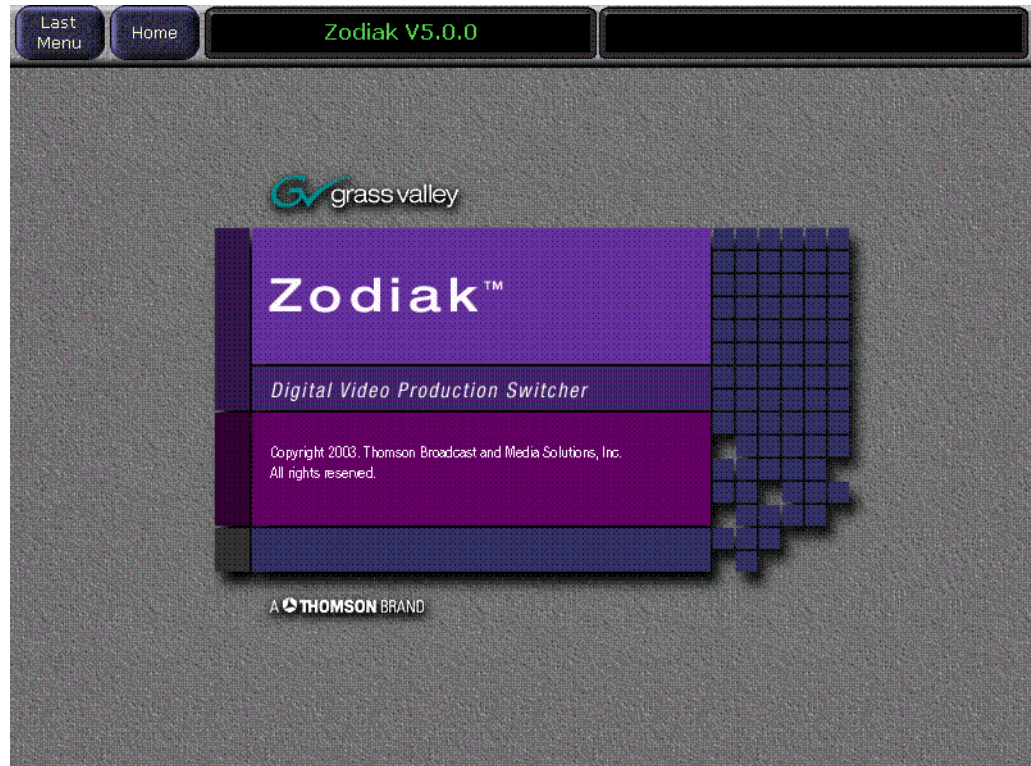 Last
Menu
Home
Zodiak V5.0.0
GV grass valley
Zodiak™
Digital Video Production Switcher
Copyright 2003. Thomson Broadcast and Media Solutions, Inc.
All rights reserved.
A THOMSON BRAND